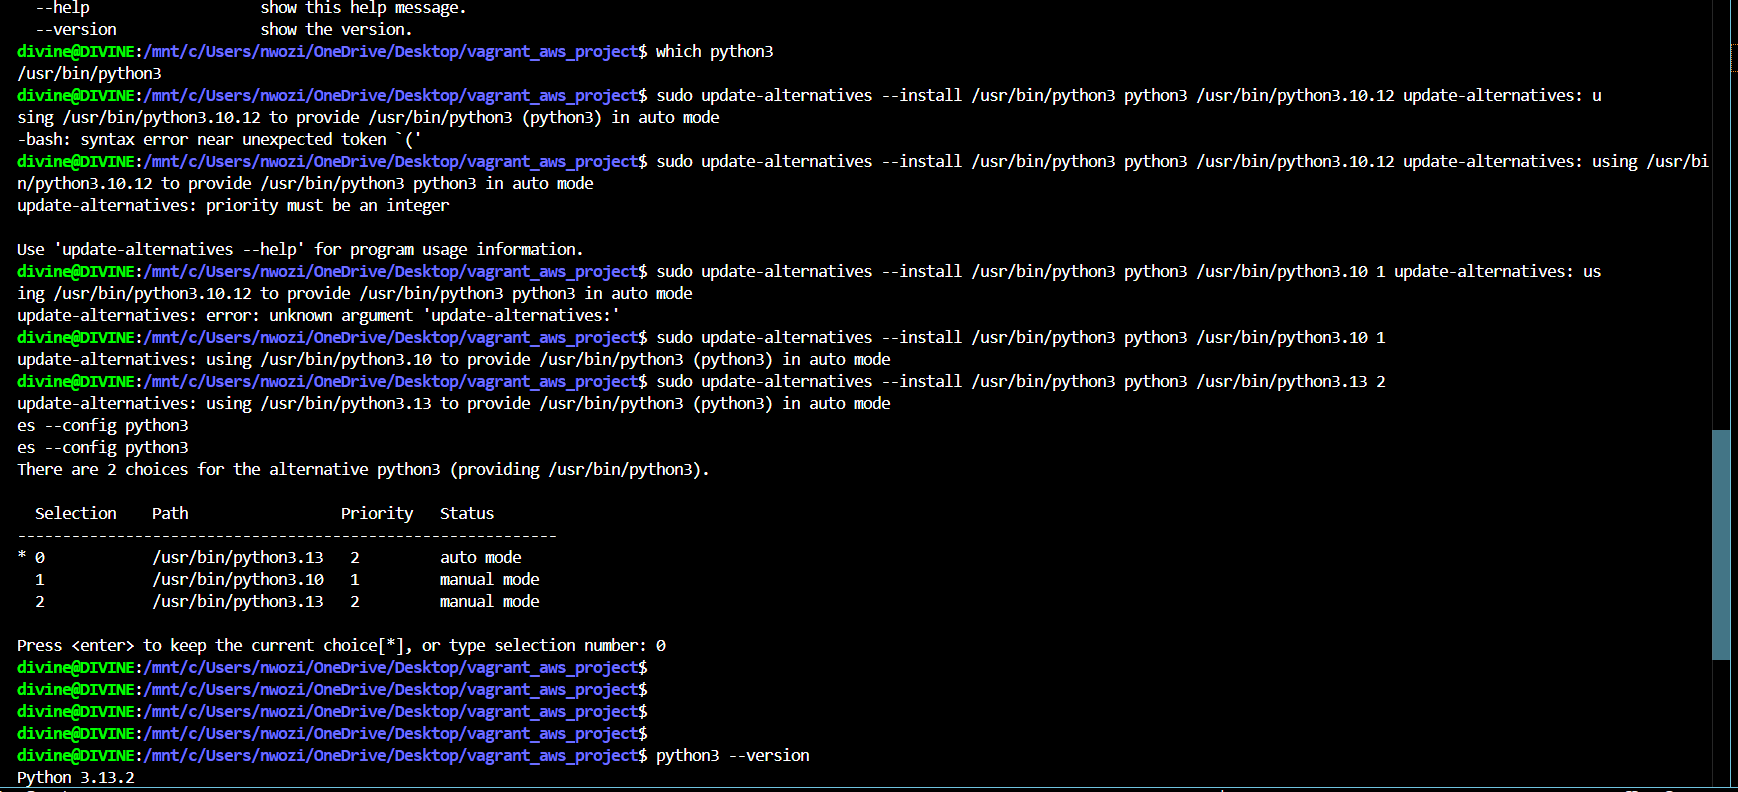 --help                   show this help message.
--version                show the version.
divine@DIVINE:/mnt/c/Users/nwozi/OneDrive/Desktop/vagrant_aws_project$ which python3
/usr/bin/python3
divine@DIVINE:/mnt/c/Users/nwozi/OneDrive/Desktop/vagrant_aws_project$ sudo update-alternatives --install /usr/bin/python3 python3 /usr/bin/python3.10.12 update-alternatives: u
sing /usr/bin/python3.10.12 to provide /usr/bin/python3 (python3) in auto mode
-bash: syntax error near unexpected token `('
divine@DIVINE:/mnt/c/Users/nwozi/OneDrive/Desktop/vagrant_aws_project$ sudo update-alternatives --install /usr/bin/python3 python3 /usr/bin/python3.10.12 update-alternatives: using /usr/bi
n/python3.10.12 to provide /usr/bin/python3 python3 in auto mode
update-alternatives: priority must be an integer

Use 'update-alternatives --help' for program usage information.
divine@DIVINE:/mnt/c/Users/nwozi/OneDrive/Desktop/vagrant_aws_project$ sudo update-alternatives --install /usr/bin/python3 python3 /usr/bin/python3.10 1 update-alternatives: us
ing /usr/bin/python3.10.12 to provide /usr/bin/python3 python3 in auto mode
update-alternatives: error: unknown argument 'update-alternatives:'
divine@DIVINE:/mnt/c/Users/nwozi/OneDrive/Desktop/vagrant_aws_project$ sudo update-alternatives --install /usr/bin/python3 python3 /usr/bin/python3.10 1
update-alternatives: using /usr/bin/python3.10 to provide /usr/bin/python3 (python3) in auto mode
divine@DIVINE:/mnt/c/Users/nwozi/OneDrive/Desktop/vagrant_aws_project$ sudo update-alternatives --install /usr/bin/python3 python3 /usr/bin/python3.13 2
update-alternatives: using /usr/bin/python3.13 to provide /usr/bin/python3 (python3) in auto mode
es --config python3
es --config python3
There are 2 choices for the alternative python3 (providing /usr/bin/python3).

  Selection    Path                 Priority   Status
------------------------------------------------------------
* 0            /usr/bin/python3.13   2         auto mode
  1            /usr/bin/python3.10   1         manual mode
  2            /usr/bin/python3.13   2         manual mode

Press <enter> to keep the current choice[*], or type selection number: 0
divine@DIVINE:/mnt/c/Users/nwozi/OneDrive/Desktop/vagrant_aws_project$
divine@DIVINE:/mnt/c/Users/nwozi/OneDrive/Desktop/vagrant_aws_project$
divine@DIVINE:/mnt/c/Users/nwozi/OneDrive/Desktop/vagrant_aws_project$
divine@DIVINE:/mnt/c/Users/nwozi/OneDrive/Desktop/vagrant_aws_project$
divine@DIVINE:/mnt/c/Users/nwozi/OneDrive/Desktop/vagrant_aws_project$ python3 --version
Python 3.13.2